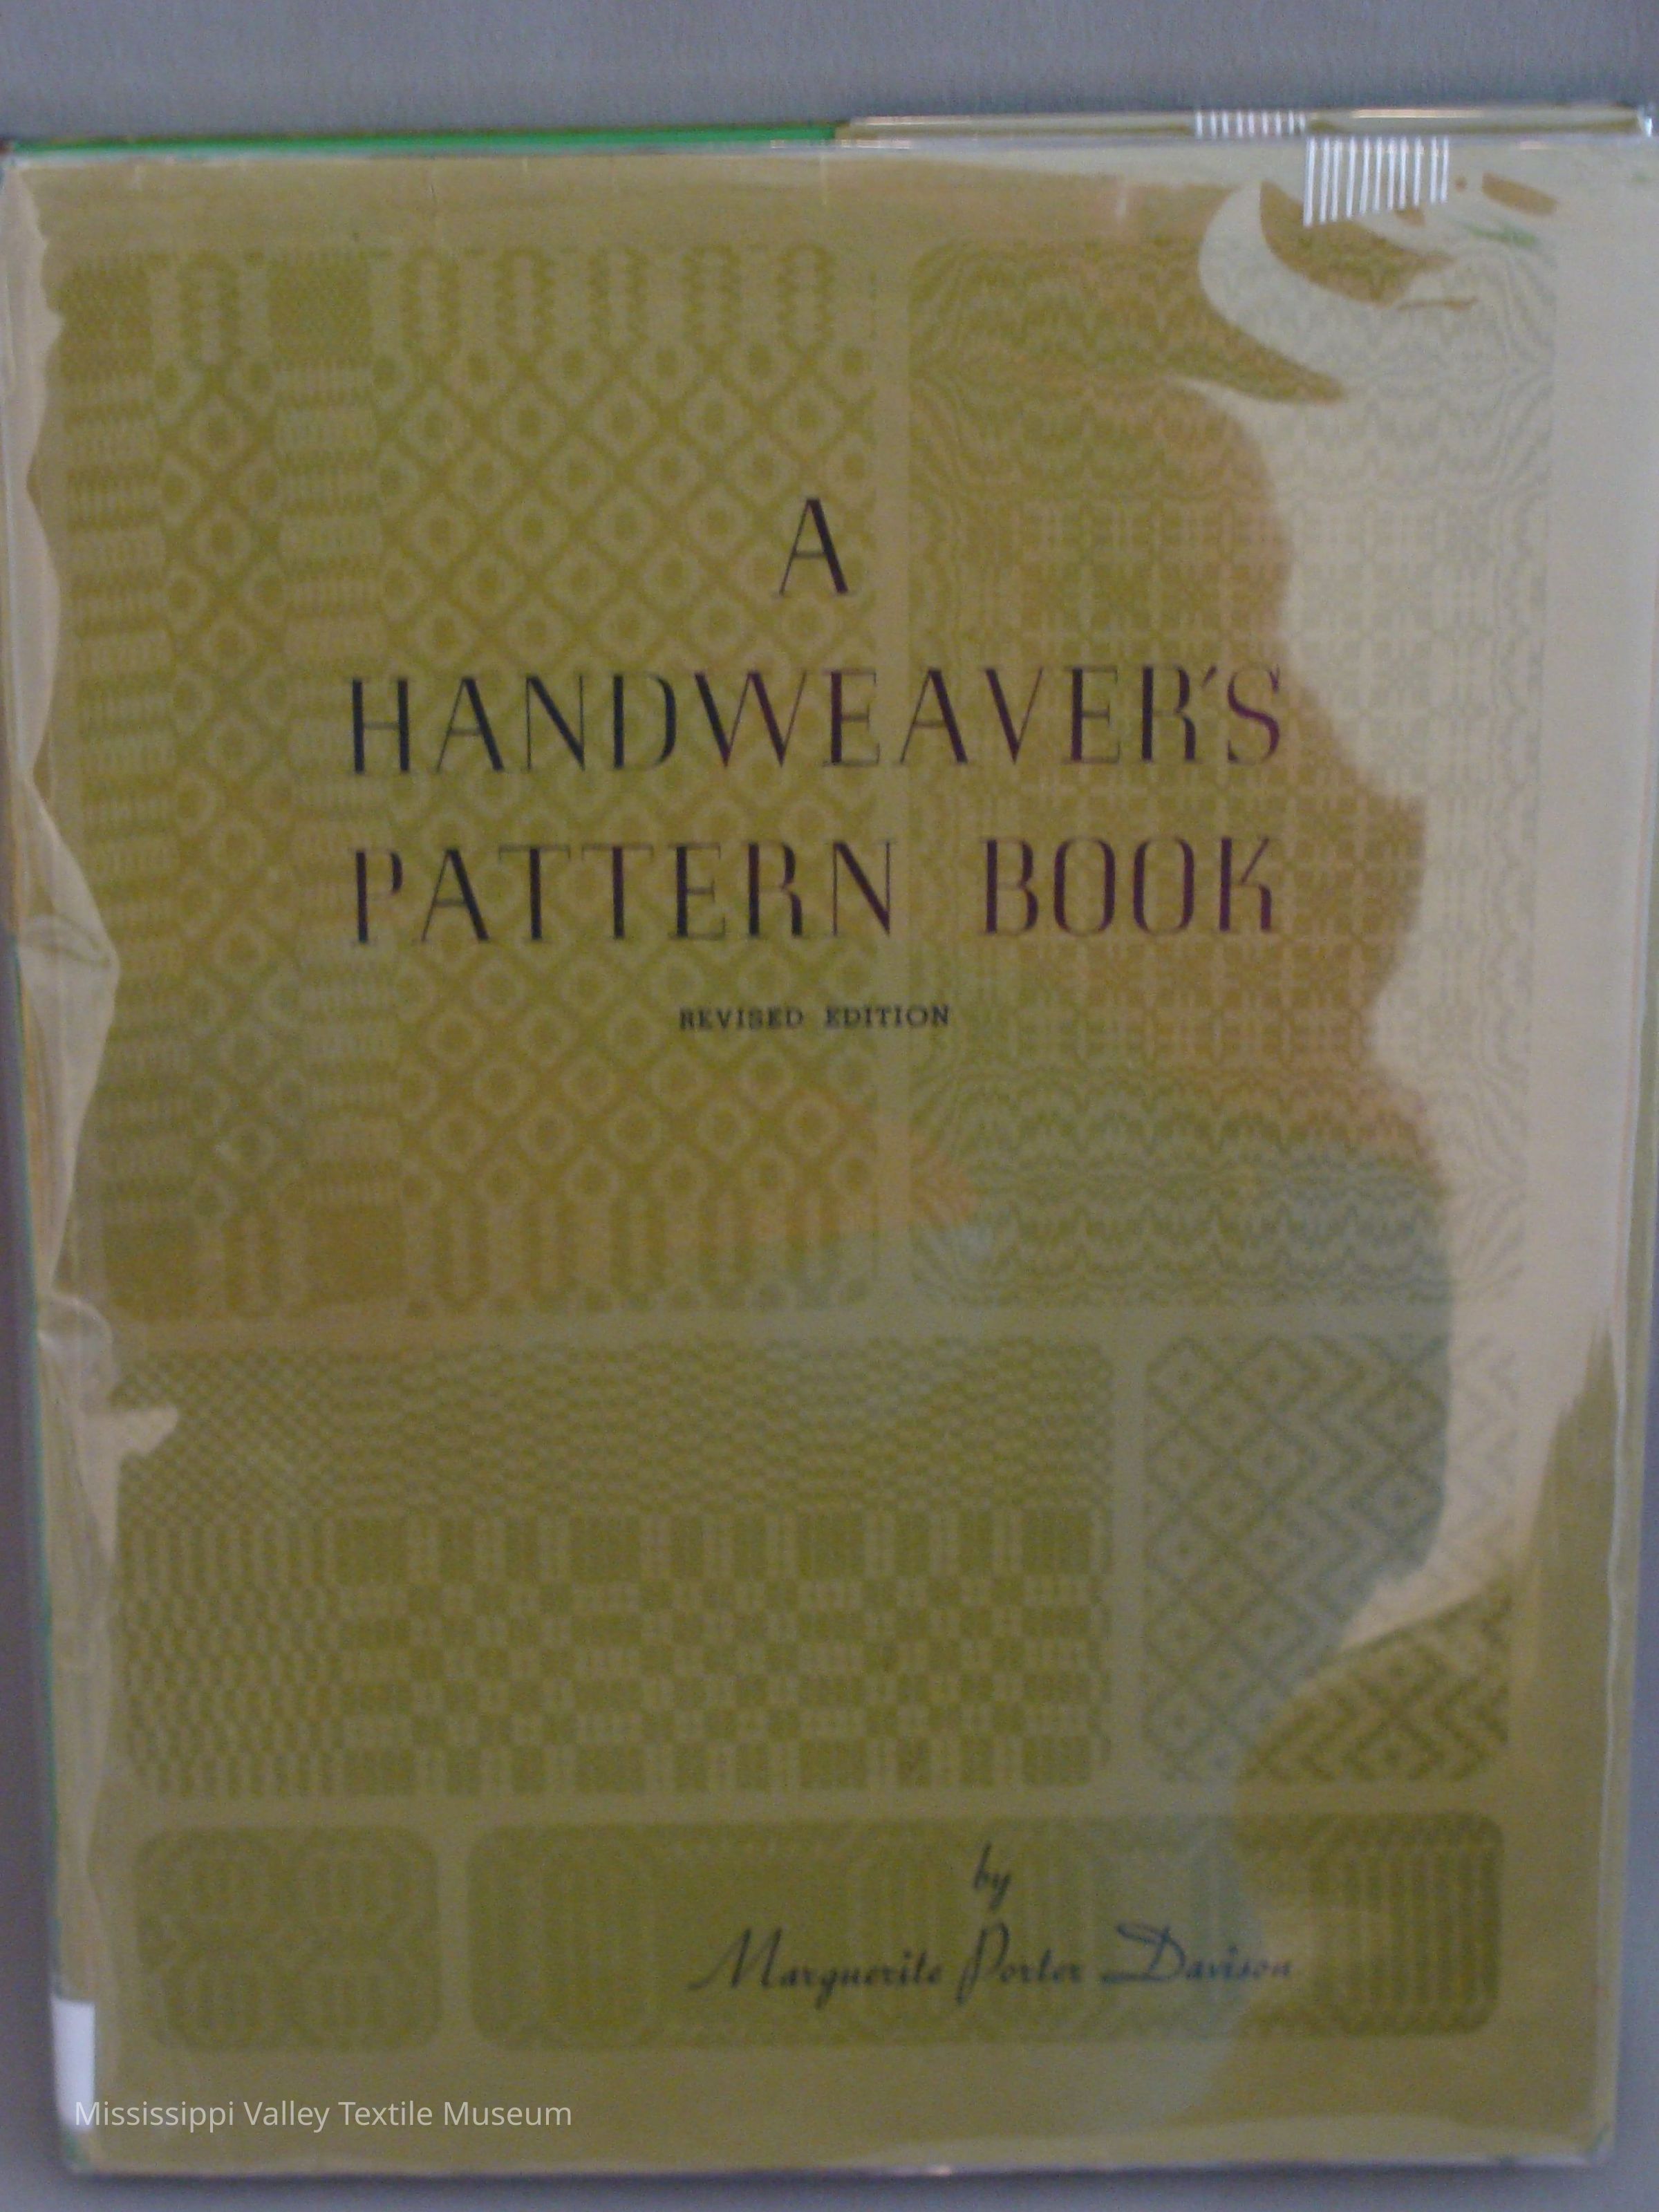 A
HANDWEAVER'S
PATTERN BOOK
REVISED EDITION
by
Marguerite Porter Davison
Mississippi Valley Textile Museum